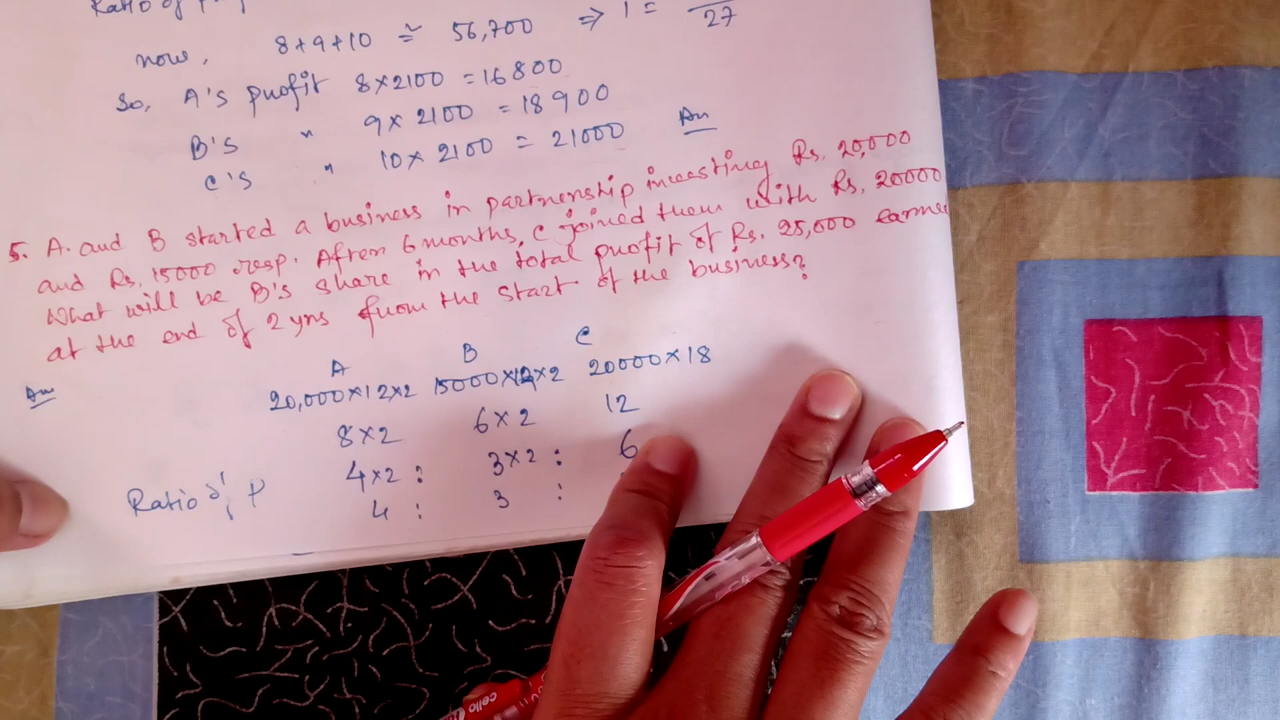 Ratio of
now, 8+9+10 ≅ 56,700 ⇒ 1 = 27
So, A's profit 8×2100 = 16800
B's " 9×2100 = 18900
C's " 10×2100 = 21000 Ans
5. A. and B started a business in partnership investing Rs. 20,000
and Rs. 15000 resp. After 6 months, C joined them with Rs. 20000
What will be B's share in the total profit of Rs. 25,000 earned
at the end of 2 yrs from the start of the business?
Ans A B C
20,000×12×2 15000×12×2 20000×18
8×2 6×2 12
4×2 : 3×2 : 6
Ratio of P 4 : 3 :
cello